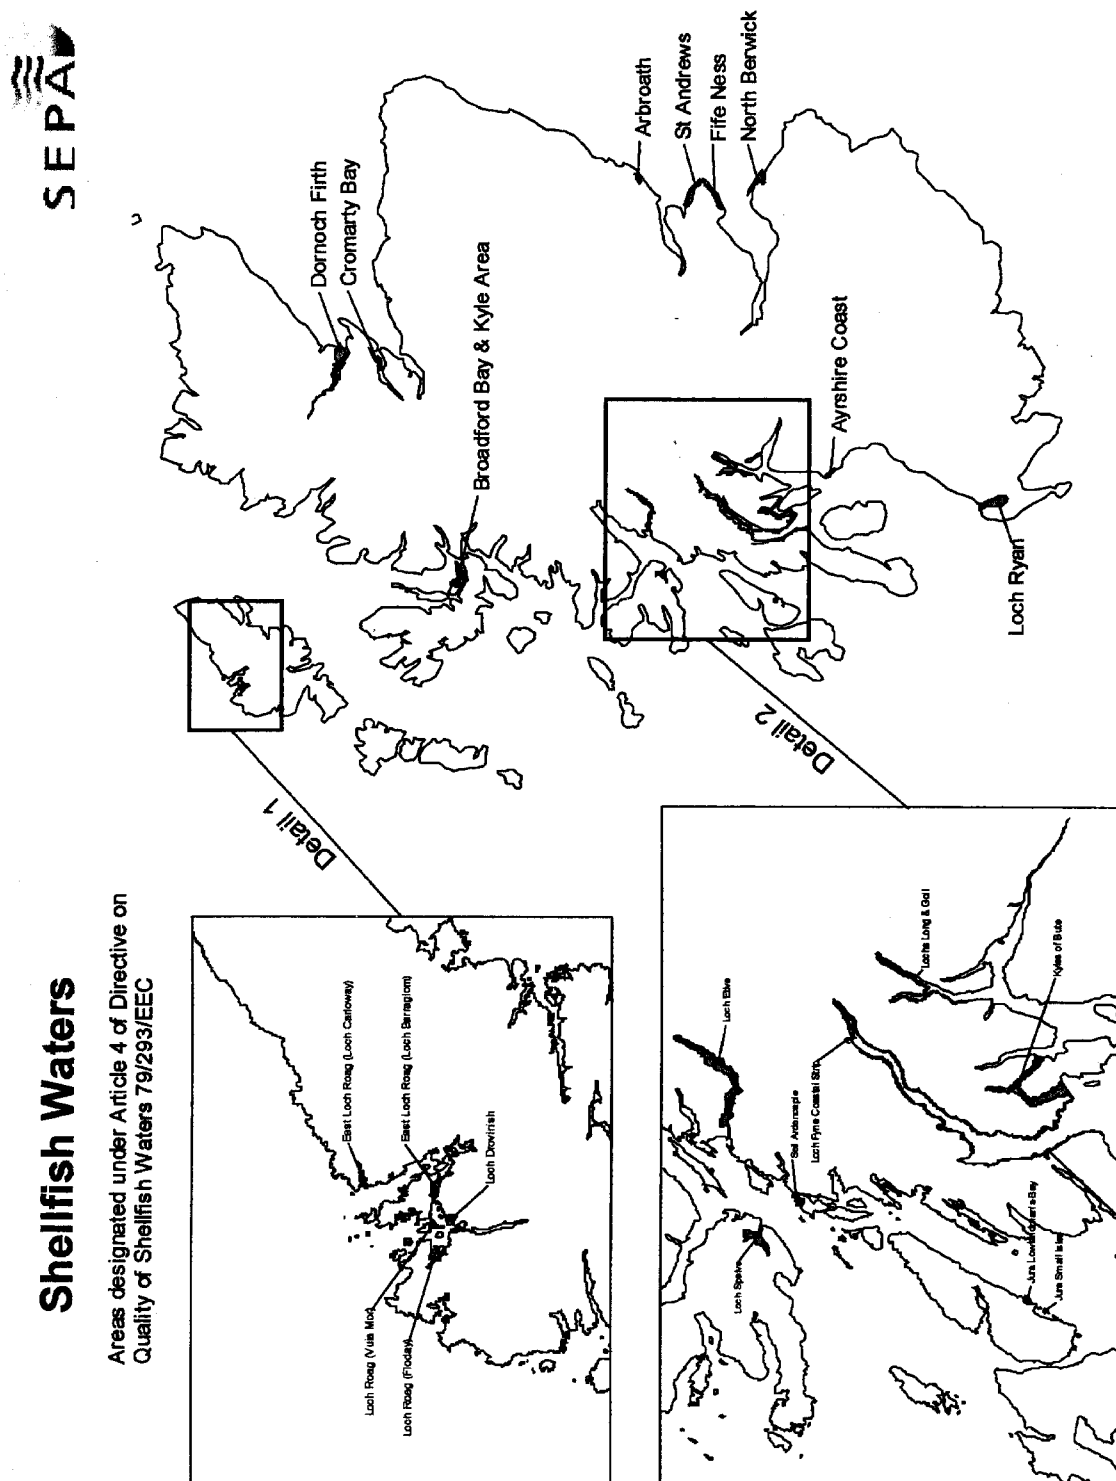 Shellfish Waters
Areas designated under Article 4 of Directive on
Quality of Shellfish Waters 79/293/EEC
SEPA
Detail 1
East Loch Roag (Loch Carloway)
East Loch Roag (Loch Barraglom)
Loch Drovinish
Loch Roag (Vuia Mor)
Loch Roag (Floday)
Dornoch Firth
Cromarty Bay
Broadford Bay & Kyle Area
Arbroath
St Andrews
Fife Ness
North Berwick
Ayrshire Coast
Loch Ryan
Detail 2
Loch Etive
Lochs Long & Goil
Kyles of Bute
Seil Ardencaple
Loch Fyne Coastal Strip
Loch Spelve
Jura Small Isles